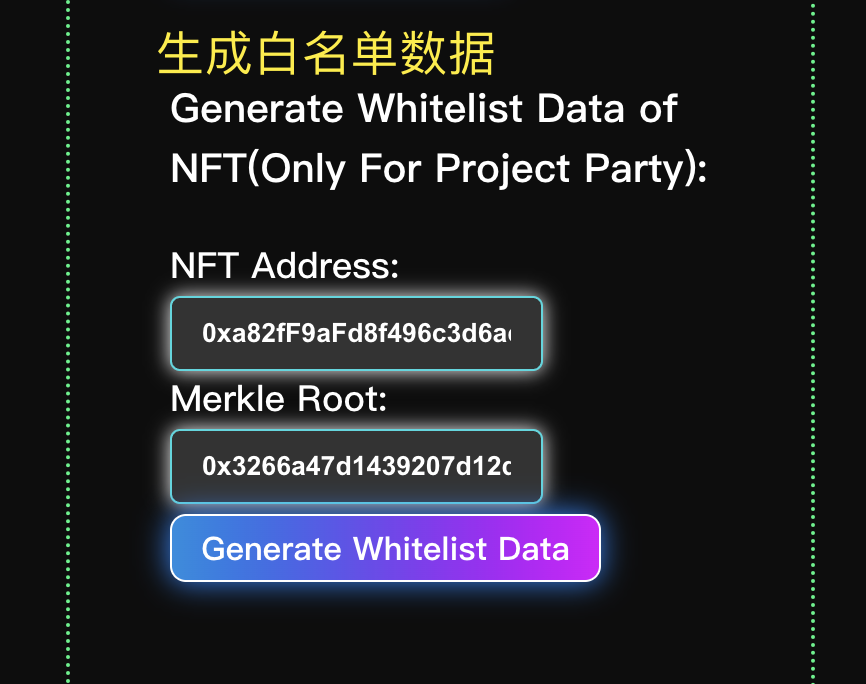 生成白名单数据
Generate Whitelist Data of
NFT(Only For Project Party):
NFT Address:
0xa82fF9aFd8f496c3d6a
Merkle Root:
0x3266a47d1439207d12
Generate Whitelist Data